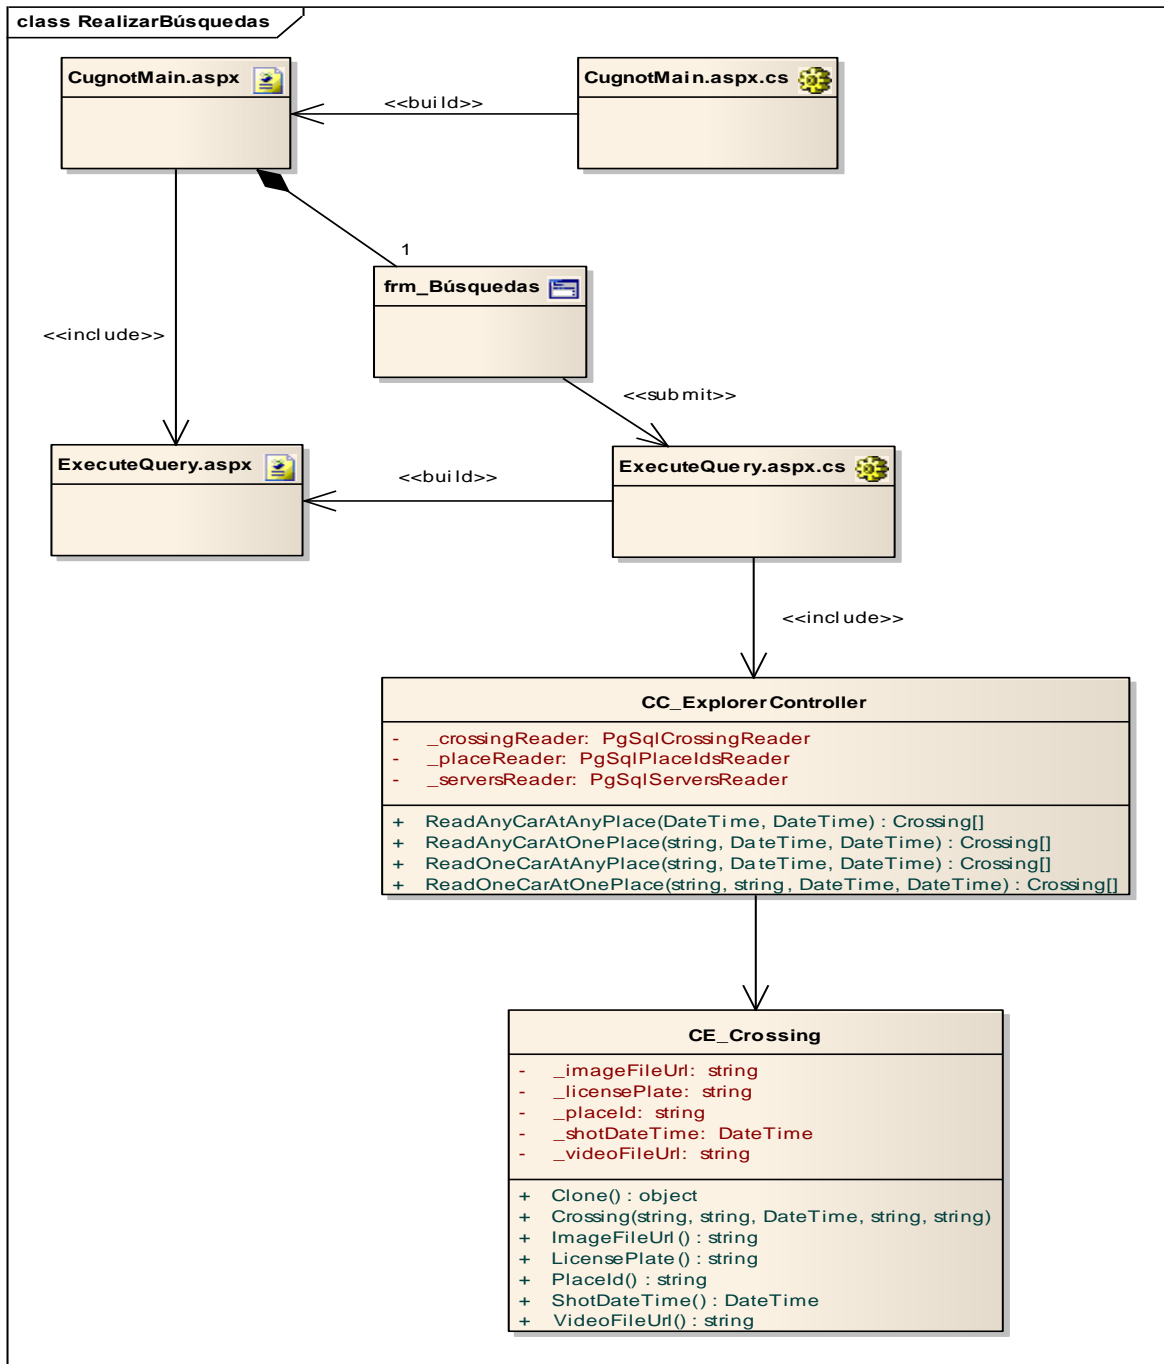 class RealizarBúsquedas
CugnotMain.aspx
CugnotMain.aspx.cs
<<build>>
1
frm_Búsquedas
<<include>>
<<submit>>
ExecuteQuery.aspx
ExecuteQuery.aspx.cs
<<build>>
<<include>>
CC_ExplorerController
- _crossingReader: PgSqlCrossingReader
- _placeReader: PgSqlPlaceIdsReader
- _serversReader: PgSqlServersReader
+ ReadAnyCarAtAnyPlace(DateTime, DateTime) : Crossing[]
+ ReadAnyCarAtOnePlace(string, DateTime, DateTime) : Crossing[]
+ ReadOneCarAtAnyPlace(string, DateTime, DateTime) : Crossing[]
+ ReadOneCarAtOnePlace(string, string, DateTime, DateTime) : Crossing[]
CE_Crossing
- _imageFileUrl: string
- _licensePlate: string
- _placeId: string
- _shotDateTime: DateTime
- _videoFileUrl: string
+ Clone() : object
+ Crossing(string, string, DateTime, string, string)
+ ImageFileUrl() : string
+ LicensePlate() : string
+ PlaceId() : string
+ ShotDateTime() : DateTime
+ VideoFileUrl() : string